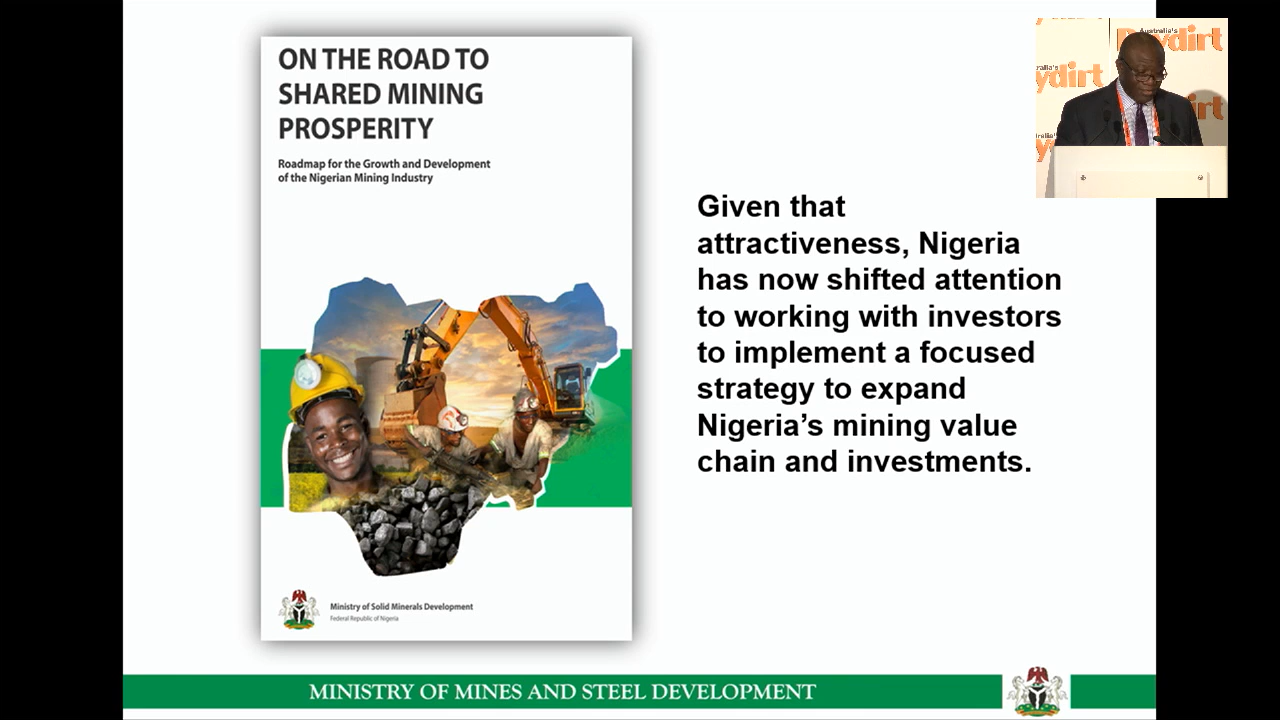 ON THE ROAD TO
SHARED MINING
PROSPERITY
Roadmap for the Growth and Development
of the Nigerian Mining Industry
Ministry of Solid Minerals Development
Federal Republic of Nigeria
Given that
attractiveness, Nigeria
has now shifted attention
to working with investors
to implement a focused
strategy to expand
Nigeria’s mining value
chain and investments.
MINISTRY OF MINES AND STEEL DEVELOPMENT
Australia's